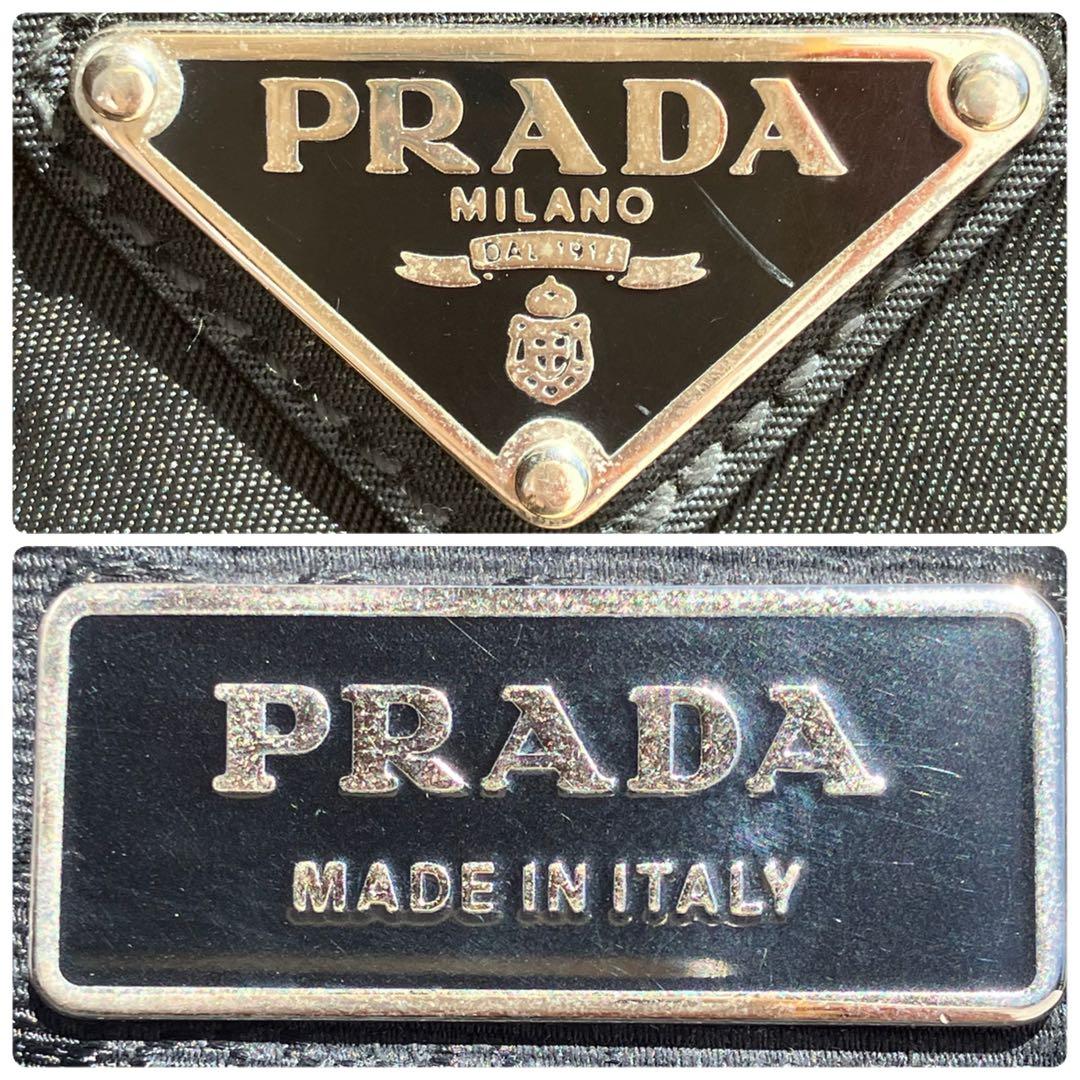 PRADA
MILANO
DAL 1913
PRADA
MADE IN ITALY